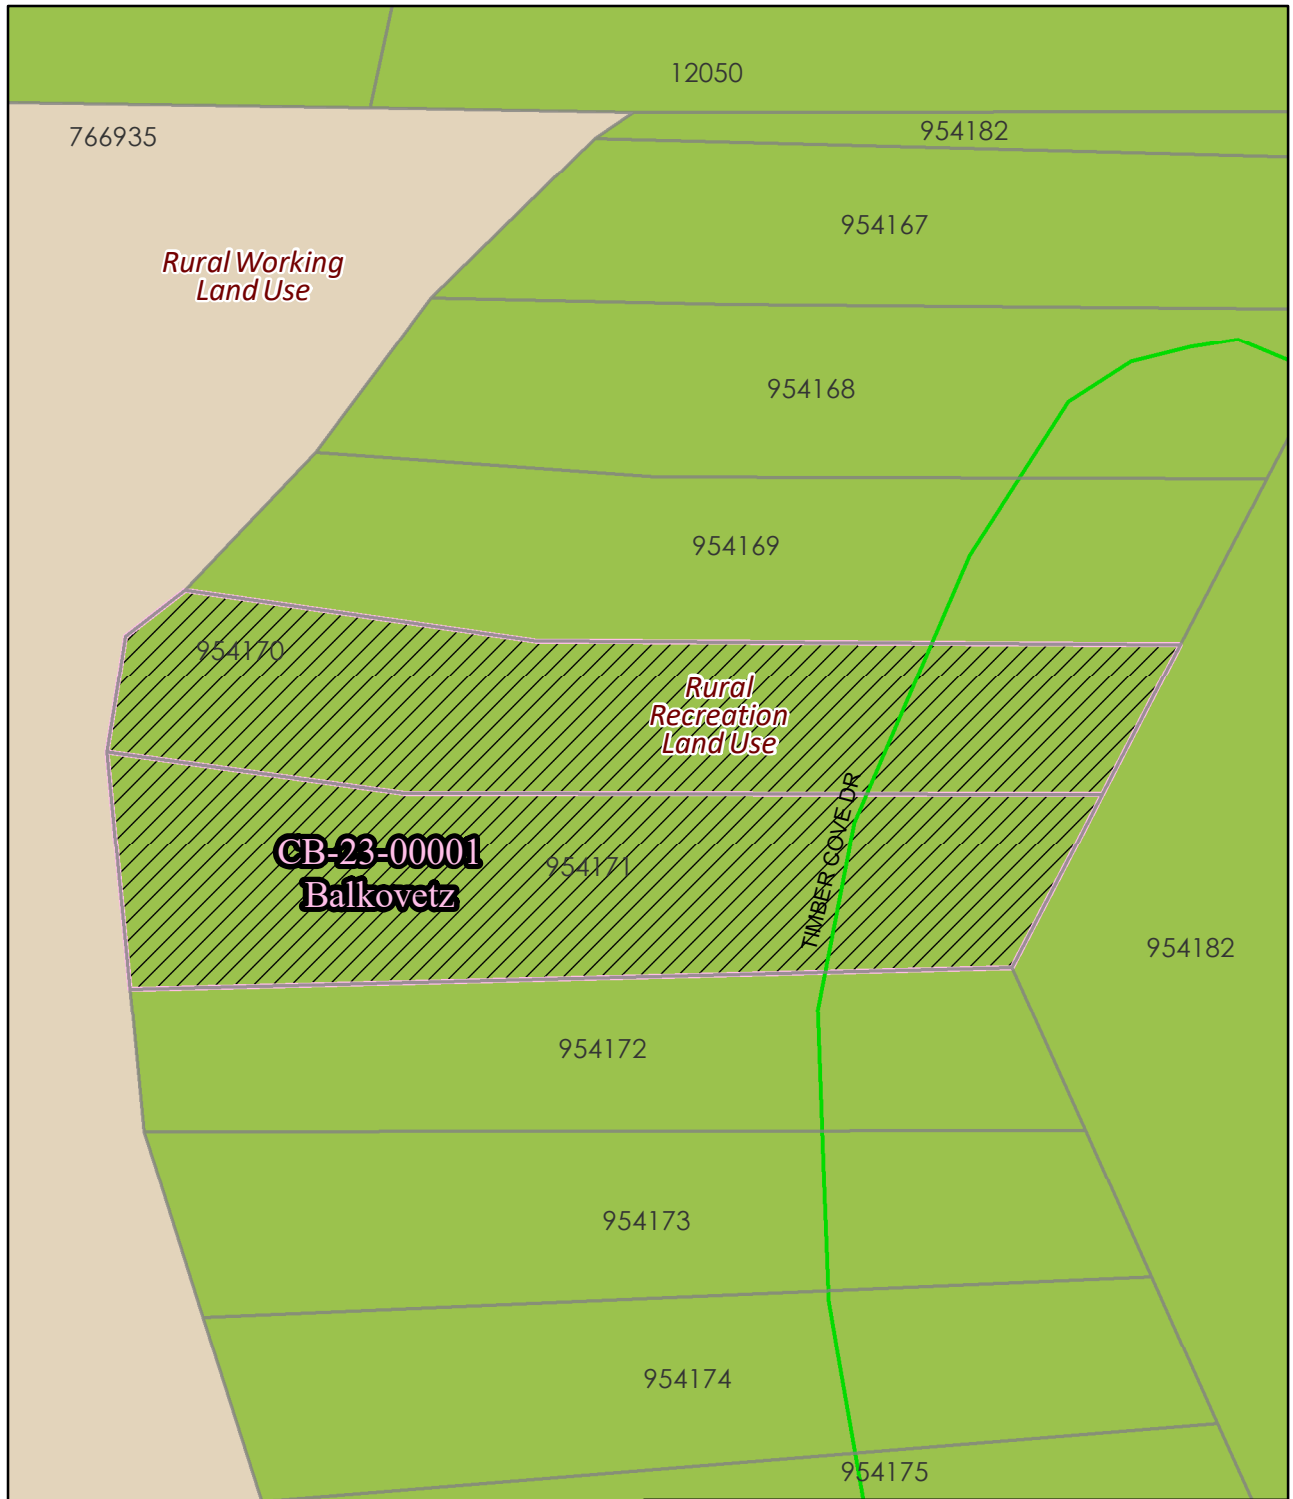 12050
954182
766935
954167
Rural Working
Land Use
954168
954169
954170
Rural
Recreation
Land Use
TIMBER COVE DR
CB-23-00001
954171
Balkovetz
954182
954172
954173
954174
954175